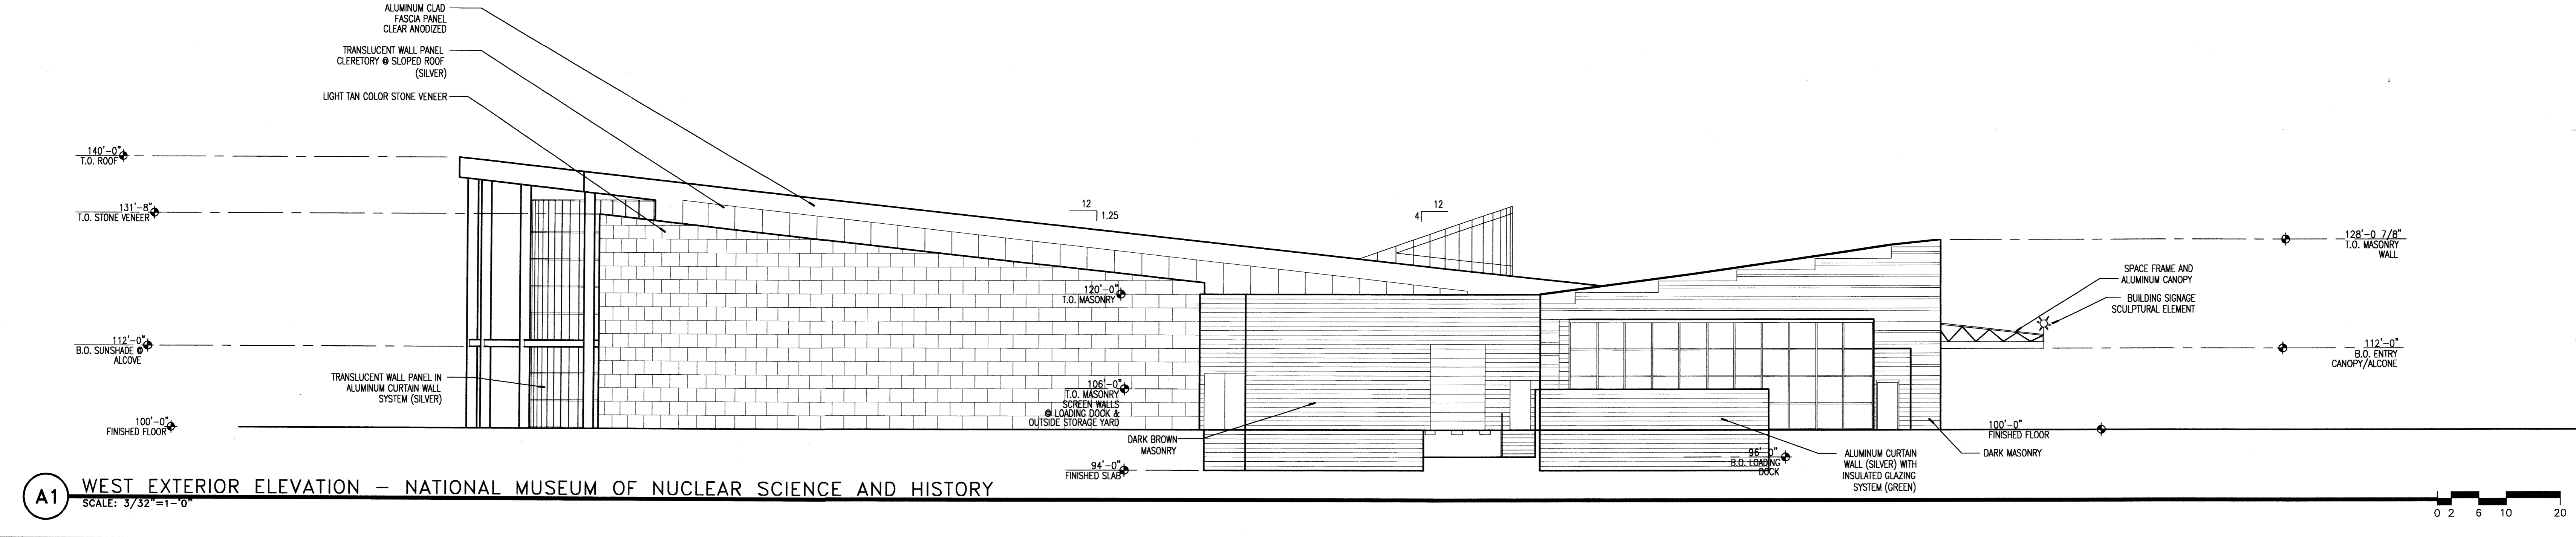 ALUMINUM CLAD
FASCIA PANEL
CLEAR ANODIZED
TRANSLUCENT WALL PANEL
CLERETORY @ SLOPED ROOF
(SILVER)
LIGHT TAN COLOR STONE VENEER
140'-0"
T.O. ROOF
131'-8"
T.O. STONE VENEER
112'-0"
B.O. SUNSHADE @
ALCOVE
TRANSLUCENT WALL PANEL IN
ALUMINUM CURTAIN WALL
SYSTEM (SILVER)
100'-0"
FINISHED FLOOR
12
1.25
12
4
120'-0"
T.O. MASONRY
106'-0"
T.O. MASONRY
SCREEN WALLS
@ LOADING DOCK &
OUTSIDE STORAGE YARD
DARK BROWN
MASONRY
94'-0"
FINISHED SLAB
96'-0"
B.O. LOADING
DOCK
ALUMINUM CURTAIN
WALL (SILVER) WITH
INSULATED GLAZING
SYSTEM (GREEN)
DARK MASONRY
100'-0"
FINISHED FLOOR
128'-0 7/8"
T.O. MASONRY
WALL
SPACE FRAME AND
ALUMINUM CANOPY
BUILDING SIGNAGE
SCULPTURAL ELEMENT
112'-0"
B.O. ENTRY
CANOPY/ALCONE
A1
WEST EXTERIOR ELEVATION - NATIONAL MUSEUM OF NUCLEAR SCIENCE AND HISTORY
SCALE: 3/32"=1-'0"
0 2 6 10 20